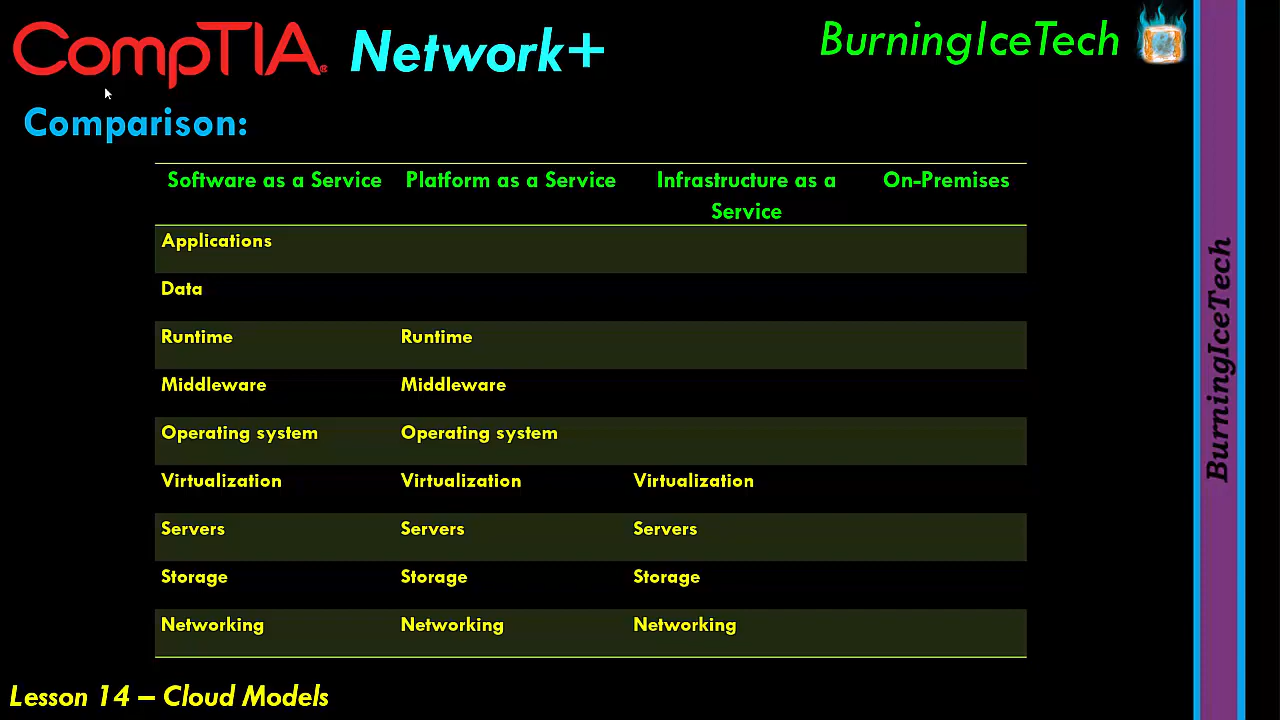 CompTIA® Network+
BurningIceTech
Comparison:
Software as a Service Platform as a Service Infrastructure as a Service On-Premises
Applications
Data
Runtime Runtime
Middleware Middleware
Operating system Operating system
Virtualization Virtualization Virtualization
Servers Servers Servers
Storage Storage Storage
Networking Networking Networking
Lesson 14 – Cloud Models
BurningIceTech